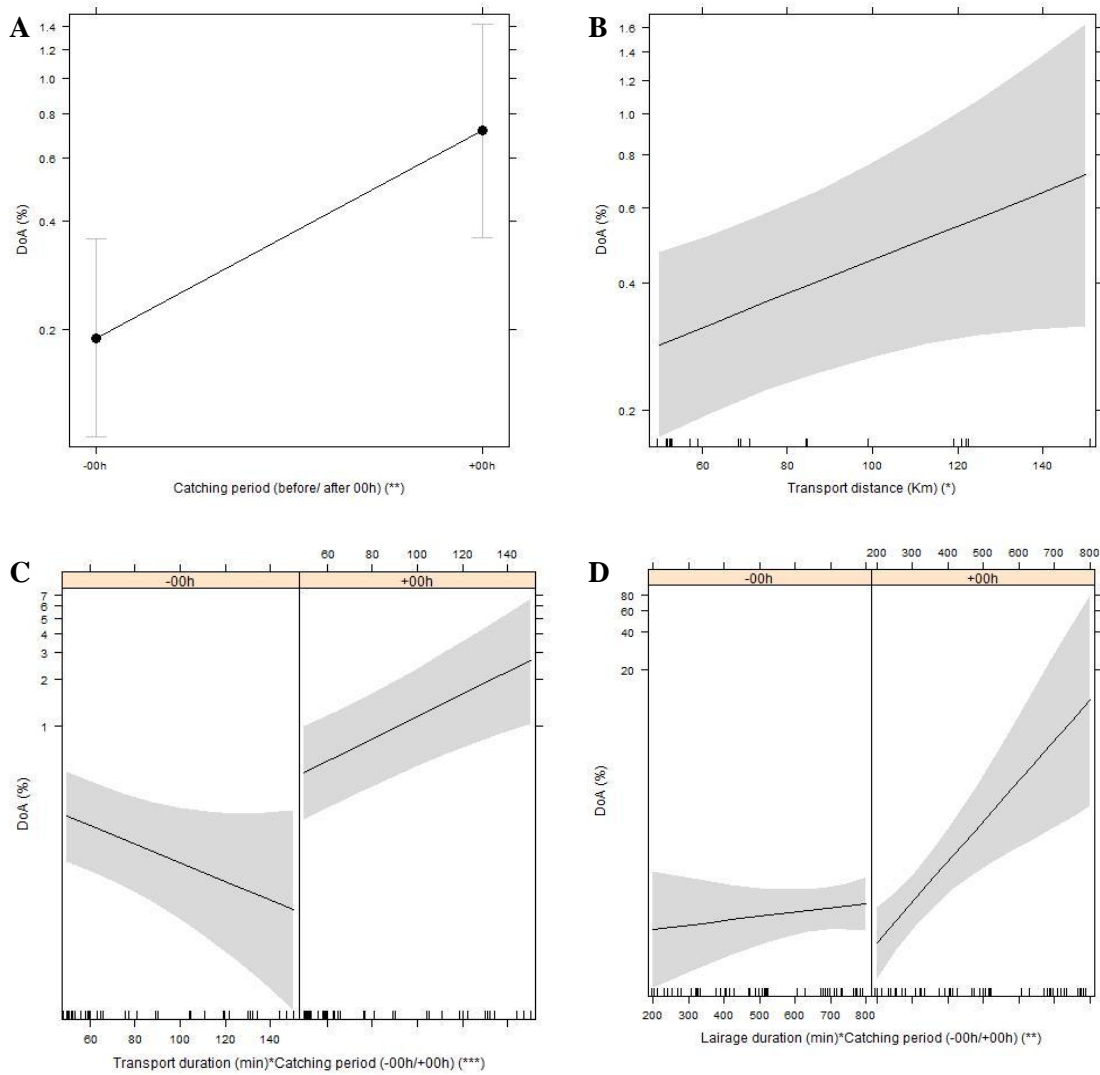 A
1.4
1.2
1.0
0.8
0.6
0.4
0.2
DoA (%)
-00h +00h
Catching period (before/ after 00h) (**)
B
1.6
1.4
1.2
1.0
0.8
0.6
0.4
0.2
DoA (%)
60 80 100 120 140
Transport distance (Km) (*)
C
60 80 100 120 140
-00h +00h
7
6
5
4
3
2
1
DoA (%)
60 80 100 120 140
Transport duration (min)*Catching period (-00h/+00h) (***)
D
200 300 400 500 600 700 800
-00h +00h
80
60
40
20
DoA (%)
200 300 400 500 600 700 800
Lairage duration (min)*Catching period (-00h/+00h) (**)